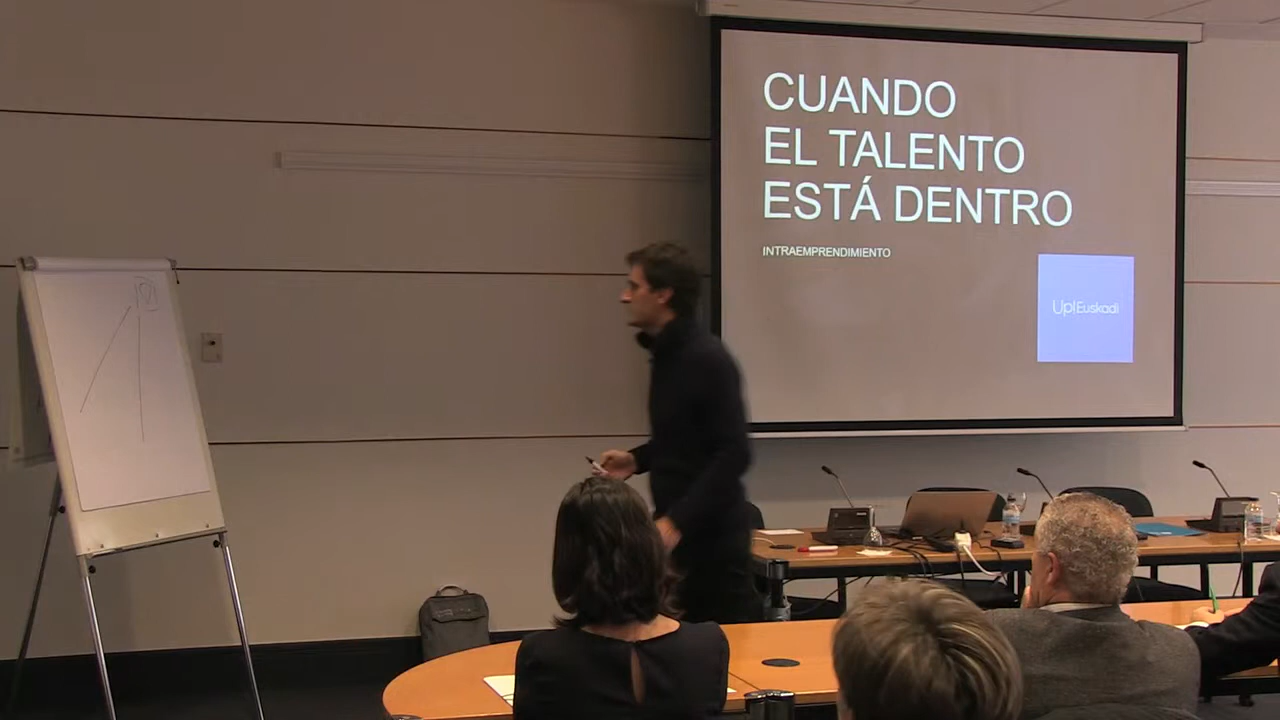 CUANDO
EL TALENTO
ESTÁ DENTRO
INTRAEMPRENDIMIENTO
Up!Euskadi